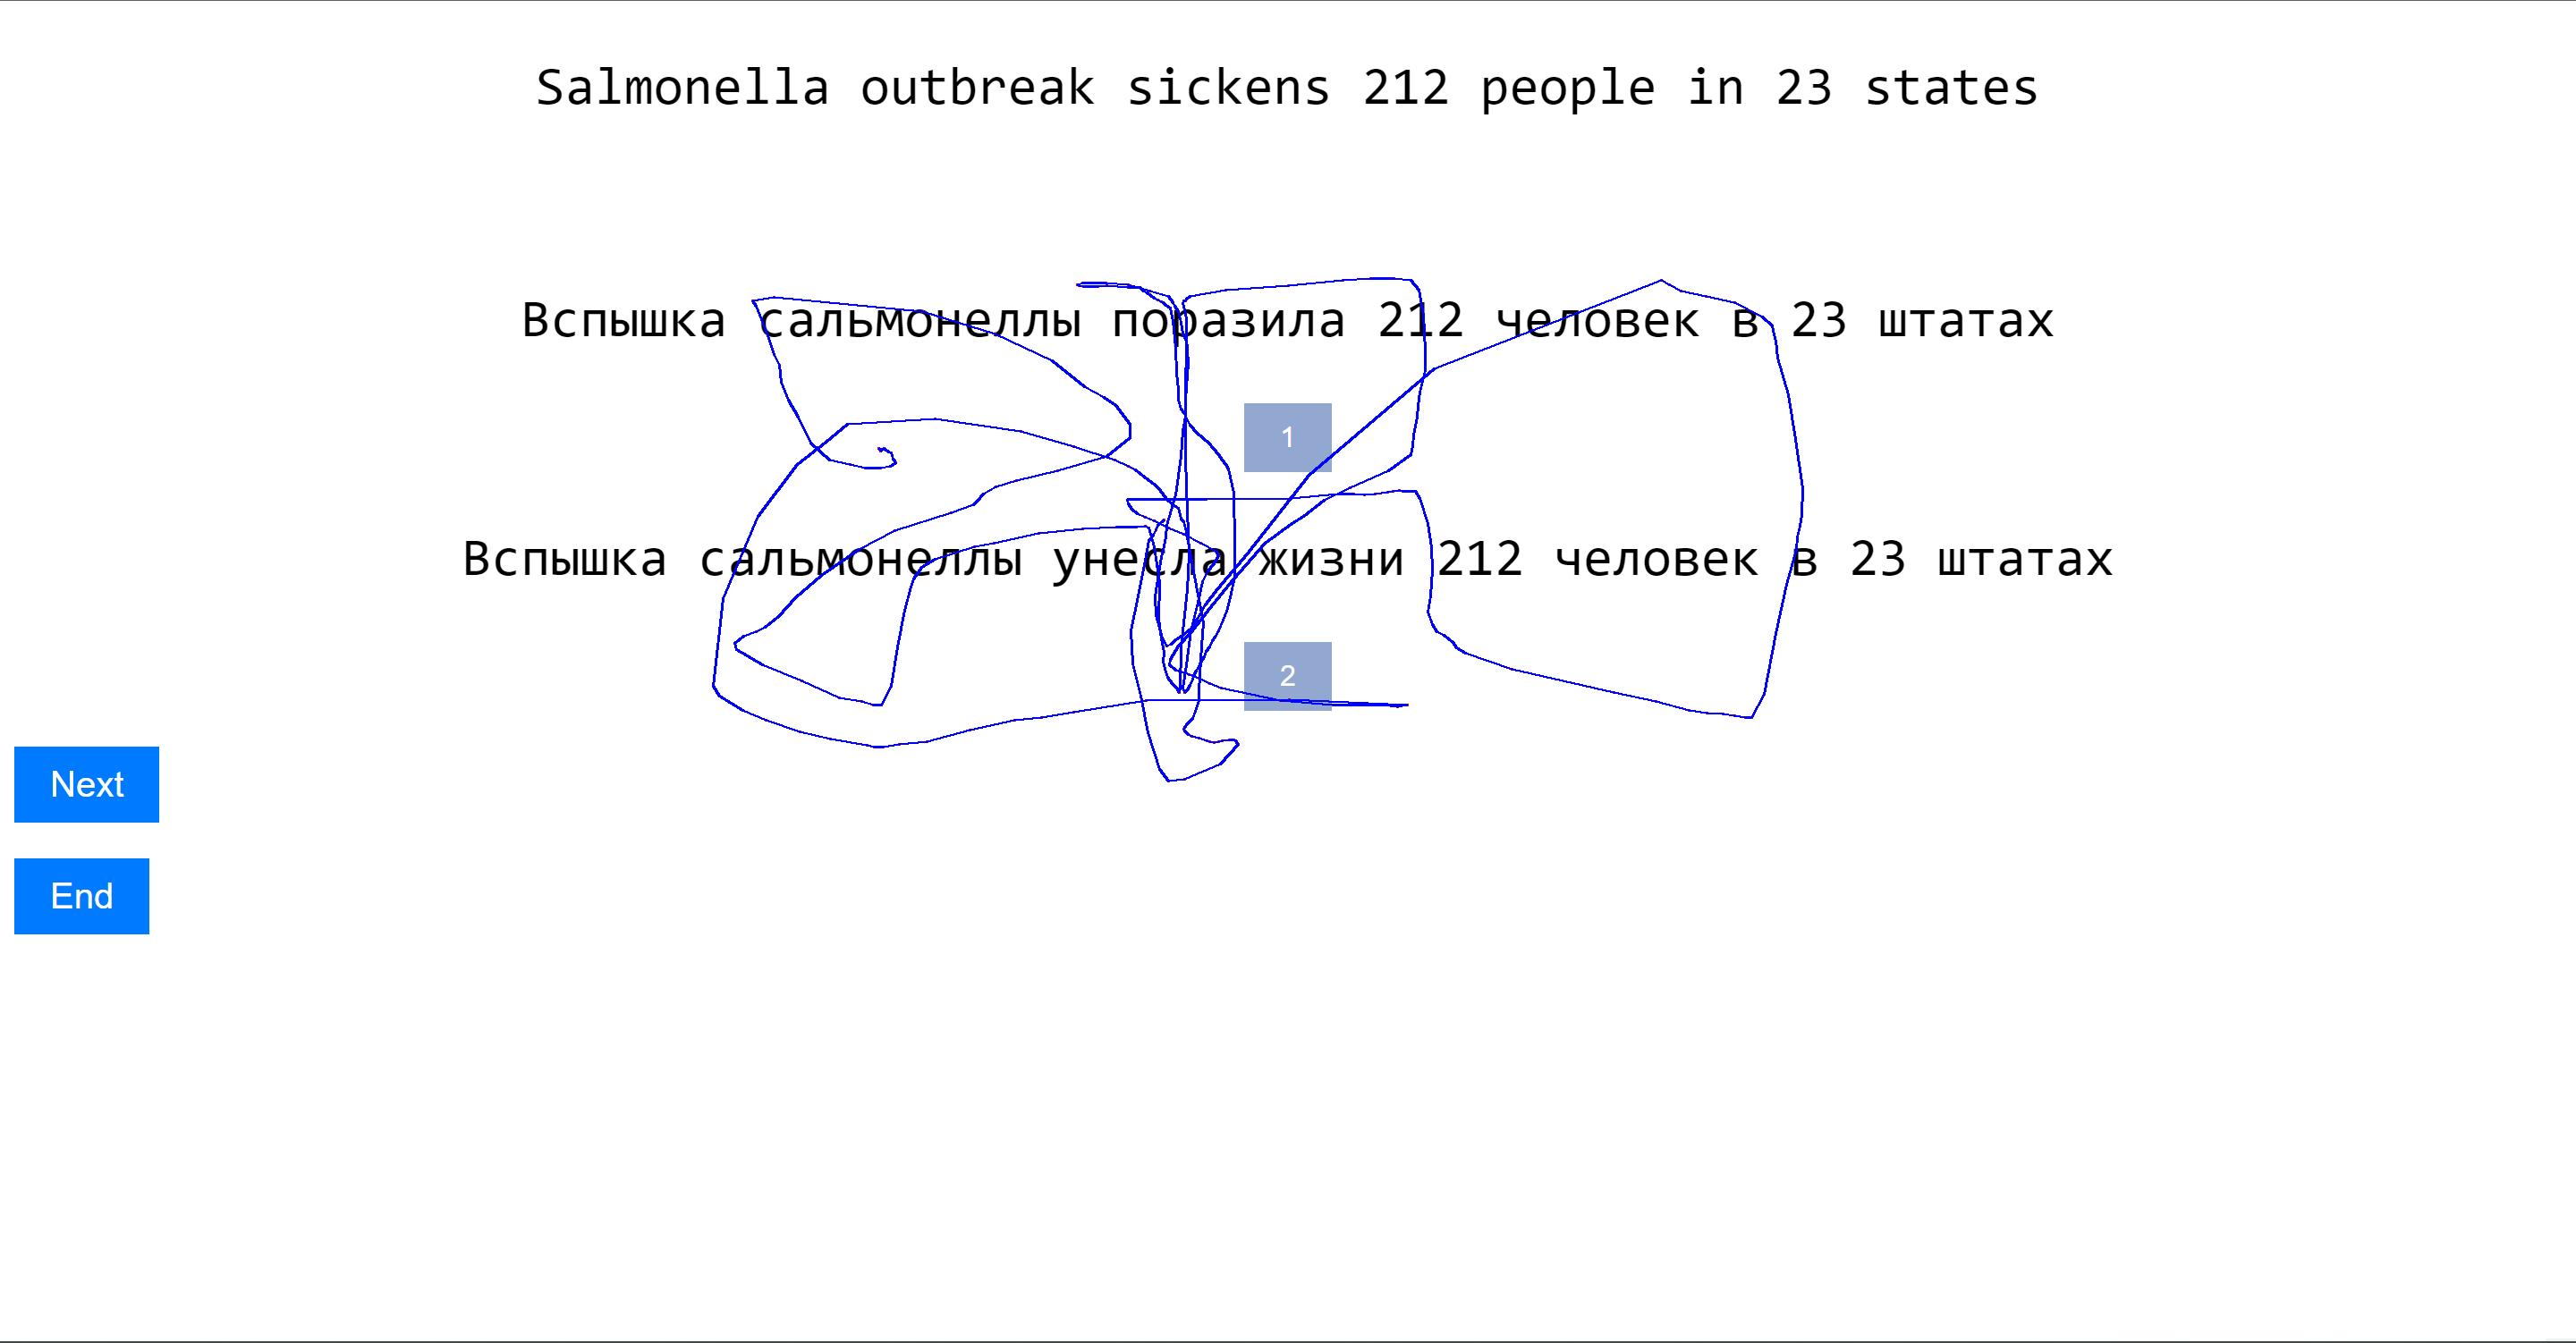 Salmonella outbreak sickens 212 people in 23 states
Вспышка сальмонеллы поразила 212 человек в 23 штатах
1
Вспышка сальмонеллы унесла жизни 212 человек в 23 штатах
2
Next
End